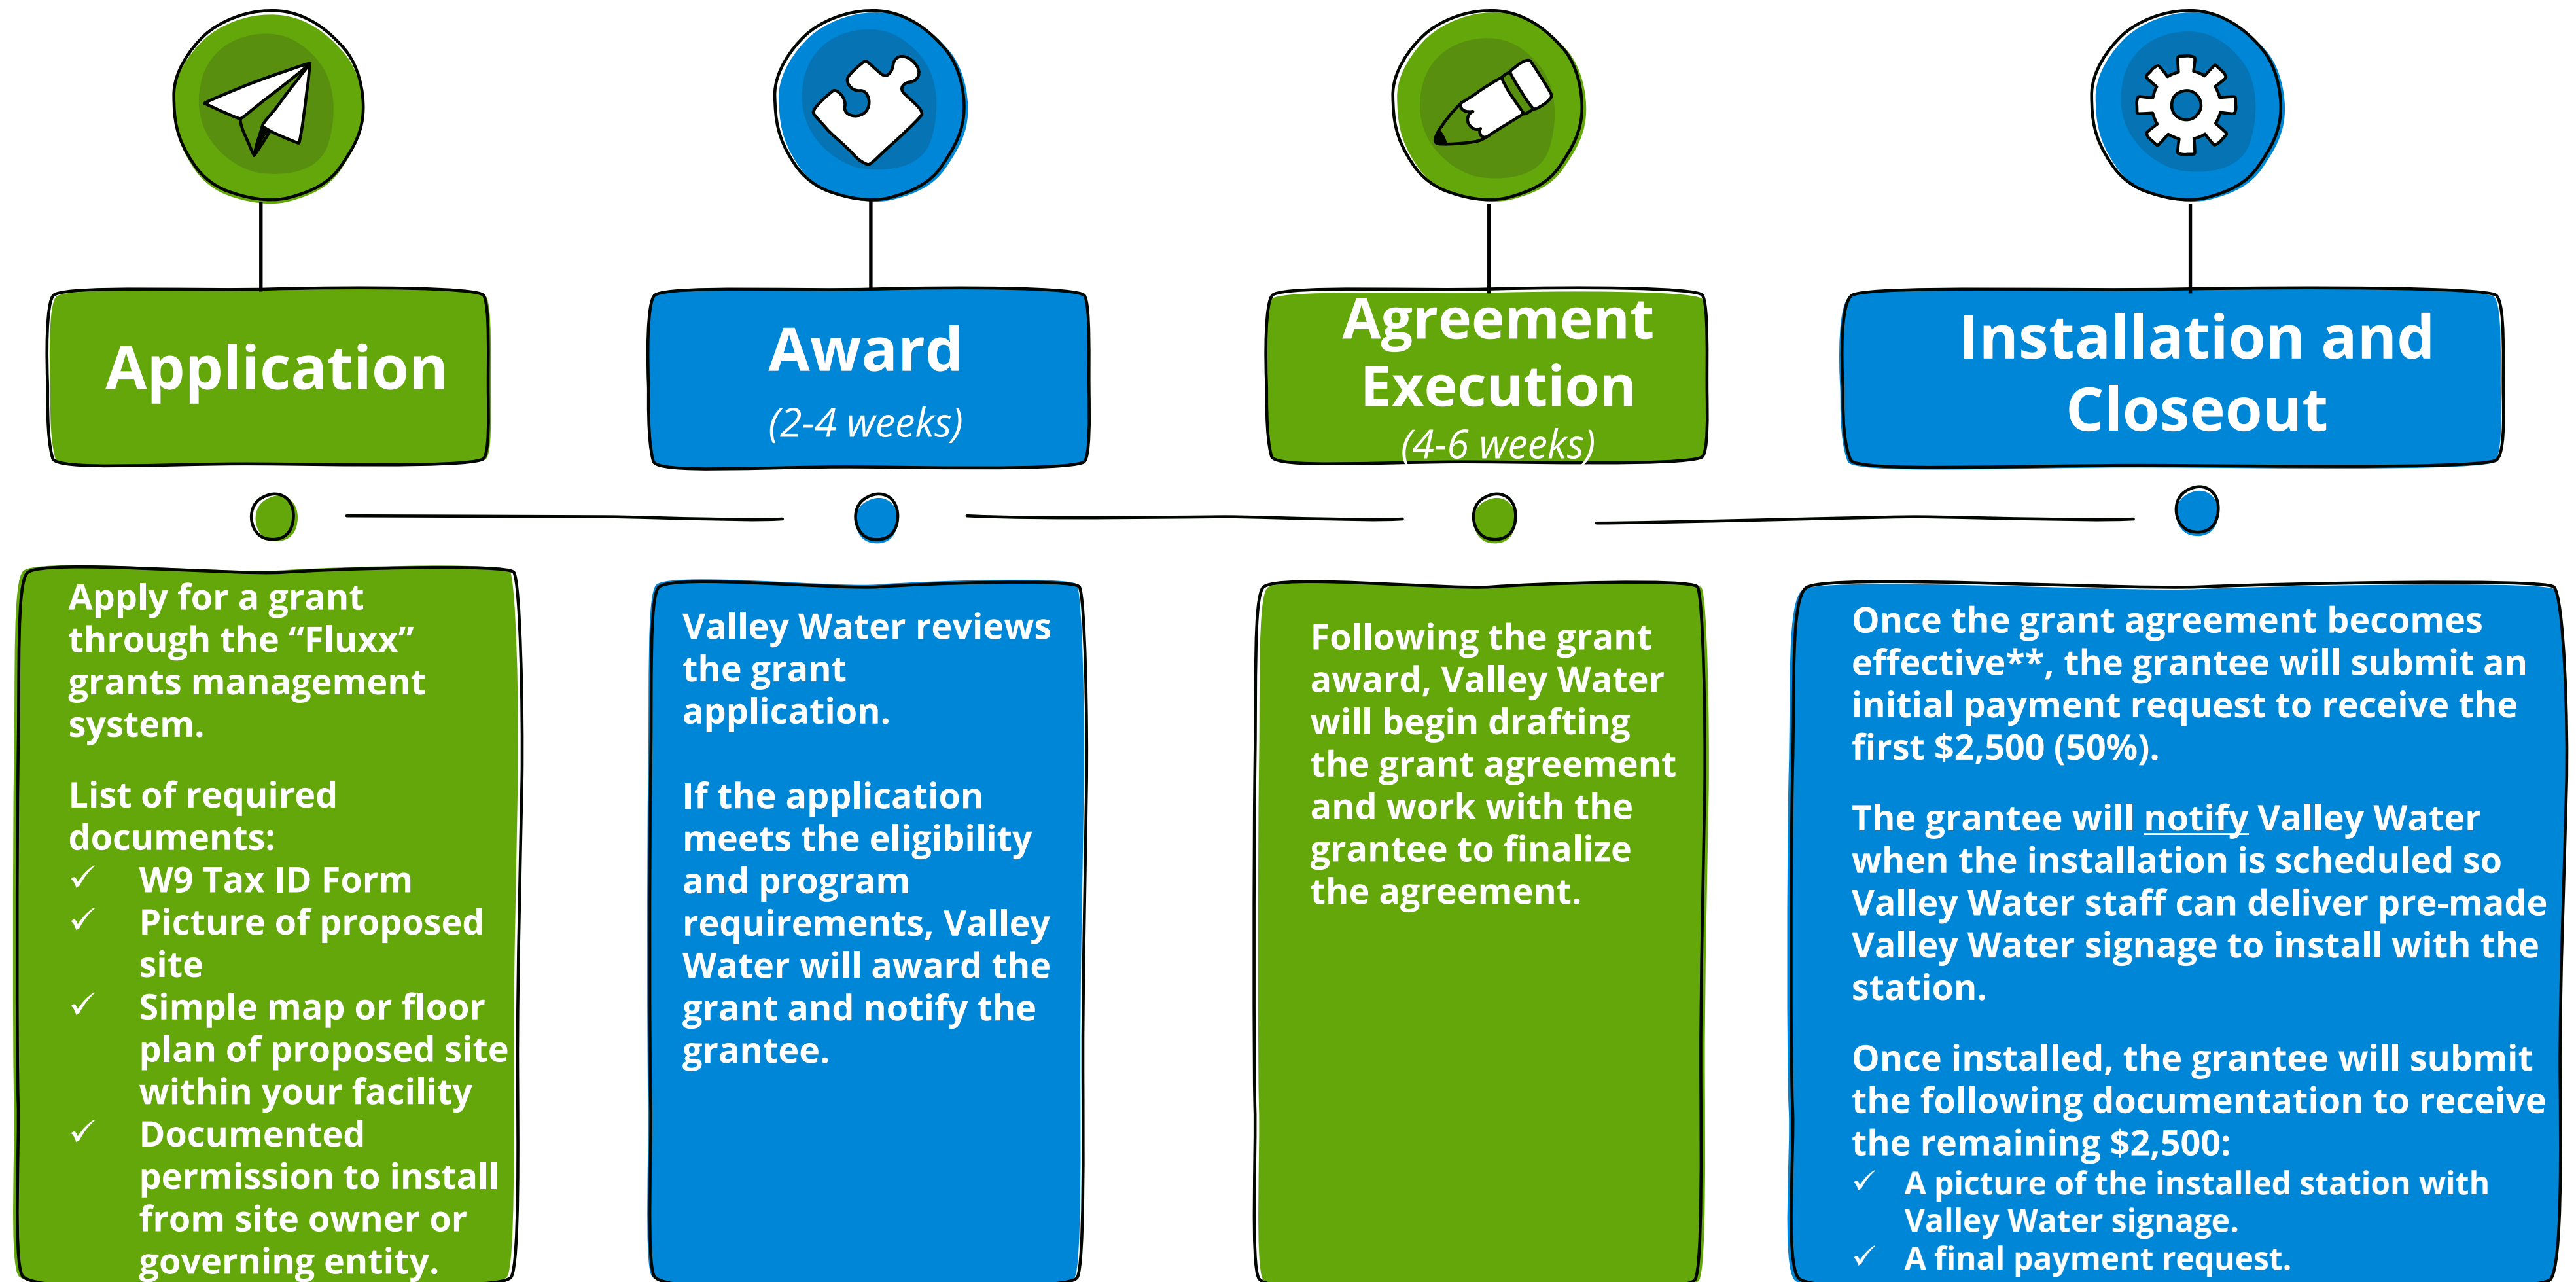 Application
Award
(2-4 weeks)
Agreement
Execution
(4-6 weeks)
Installation and
Closeout
Apply for a grant
through the “Fluxx”
grants management
system.
List of required
documents:
✓ W9 Tax ID Form
✓ Picture of proposed
site
✓ Simple map or floor
plan of proposed site
within your facility
✓ Documented
permission to install
from site owner or
governing entity.
Valley Water reviews
the grant
application.
If the application
meets the eligibility
and program
requirements, Valley
Water will award the
grant and notify the
grantee.
Following the grant
award, Valley Water
will begin drafting
the grant agreement
and work with the
grantee to finalize
the agreement.
Once the grant agreement becomes
effective**, the grantee will submit an
initial payment request to receive the
first $2,500 (50%).
The grantee will notify Valley Water
when the installation is scheduled so
Valley Water staff can deliver pre-made
Valley Water signage to install with the
station.
Once installed, the grantee will submit
the following documentation to receive
the remaining $2,500:
✓ A picture of the installed station with
Valley Water signage.
✓ A final payment request.